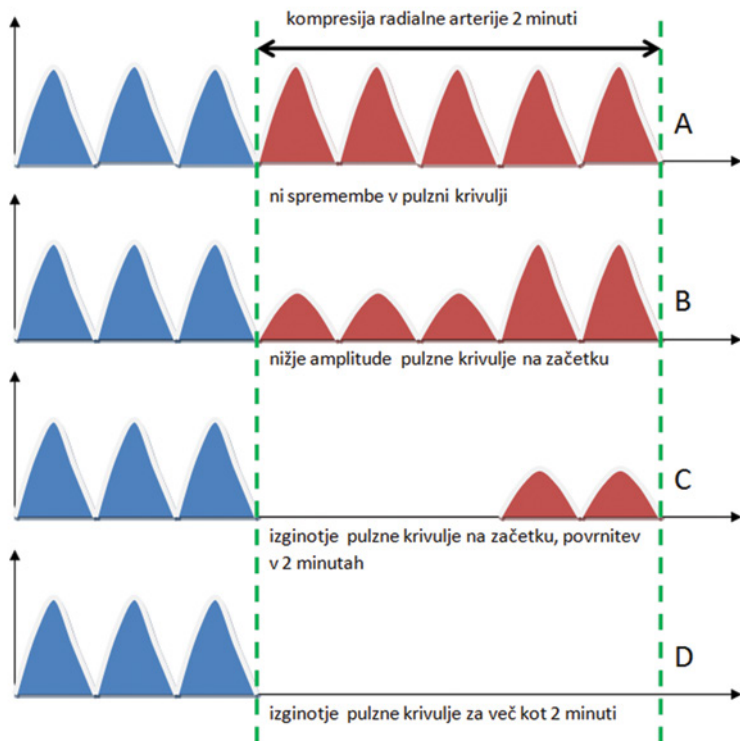 kompresija radialne arterije 2 minuti
A
ni spremembe v pulzni krivulji
B
nižje amplitude pulzne krivulje na začetku
C
izginotje pulzne krivulje na začetku, povrnitev
v 2 minutah
D
izginotje pulzne krivulje za več kot 2 minuti